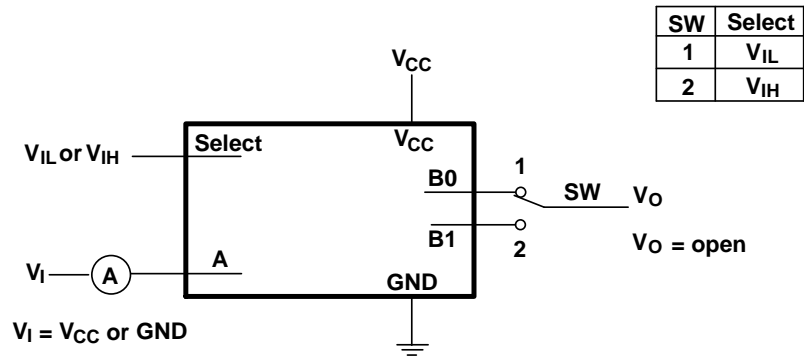 SW Select
1 VIL
2 VIH
VCC
Select VCC
VIL or VIH
B0 1 SW VO
B1 2 VO = open
VI A A
GND
VI = VCC or GND